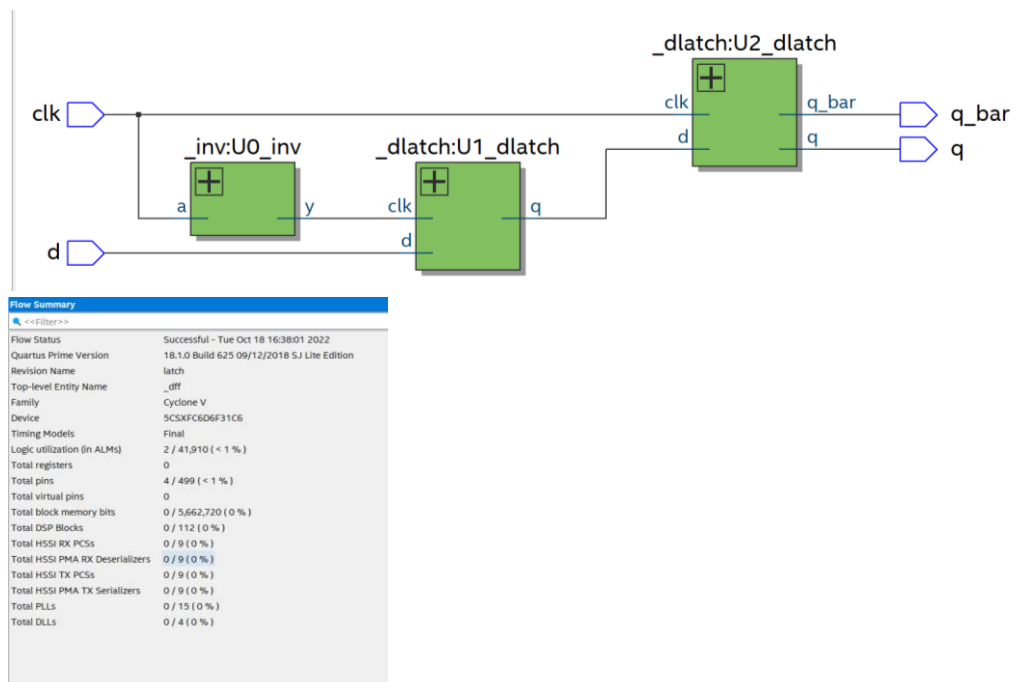 _dlatch:U2_dlatch
clk
clk
q_bar
q_bar
d
q
q
_inv:U0_inv
_dlatch:U1_dlatch
a
y
clk
q
d
d
Flow Summary
<<Filter>>
Flow Status Successful - Tue Oct 18 16:38:01 2022
Quartus Prime Version 18.1.0 Build 625 09/12/2018 SJ Lite Edition
Revision Name latch
Top-level Entity Name _dff
Family Cyclone V
Device 5CSXFC6D6F31C6
Timing Models Final
Logic utilization (in ALMs) 2 / 41,910 ( < 1 % )
Total registers 0
Total pins 4 / 499 ( < 1 % )
Total virtual pins 0
Total block memory bits 0 / 5,662,720 ( 0 % )
Total DSP Blocks 0 / 112 ( 0 % )
Total HSSI RX PCSs 0 / 9 ( 0 % )
Total HSSI PMA RX Deserializers 0 / 9 ( 0 % )
Total HSSI TX PCSs 0 / 9 ( 0 % )
Total HSSI PMA TX Serializers 0 / 9 ( 0 % )
Total PLLs 0 / 15 ( 0 % )
Total DLLs 0 / 4 ( 0 % )